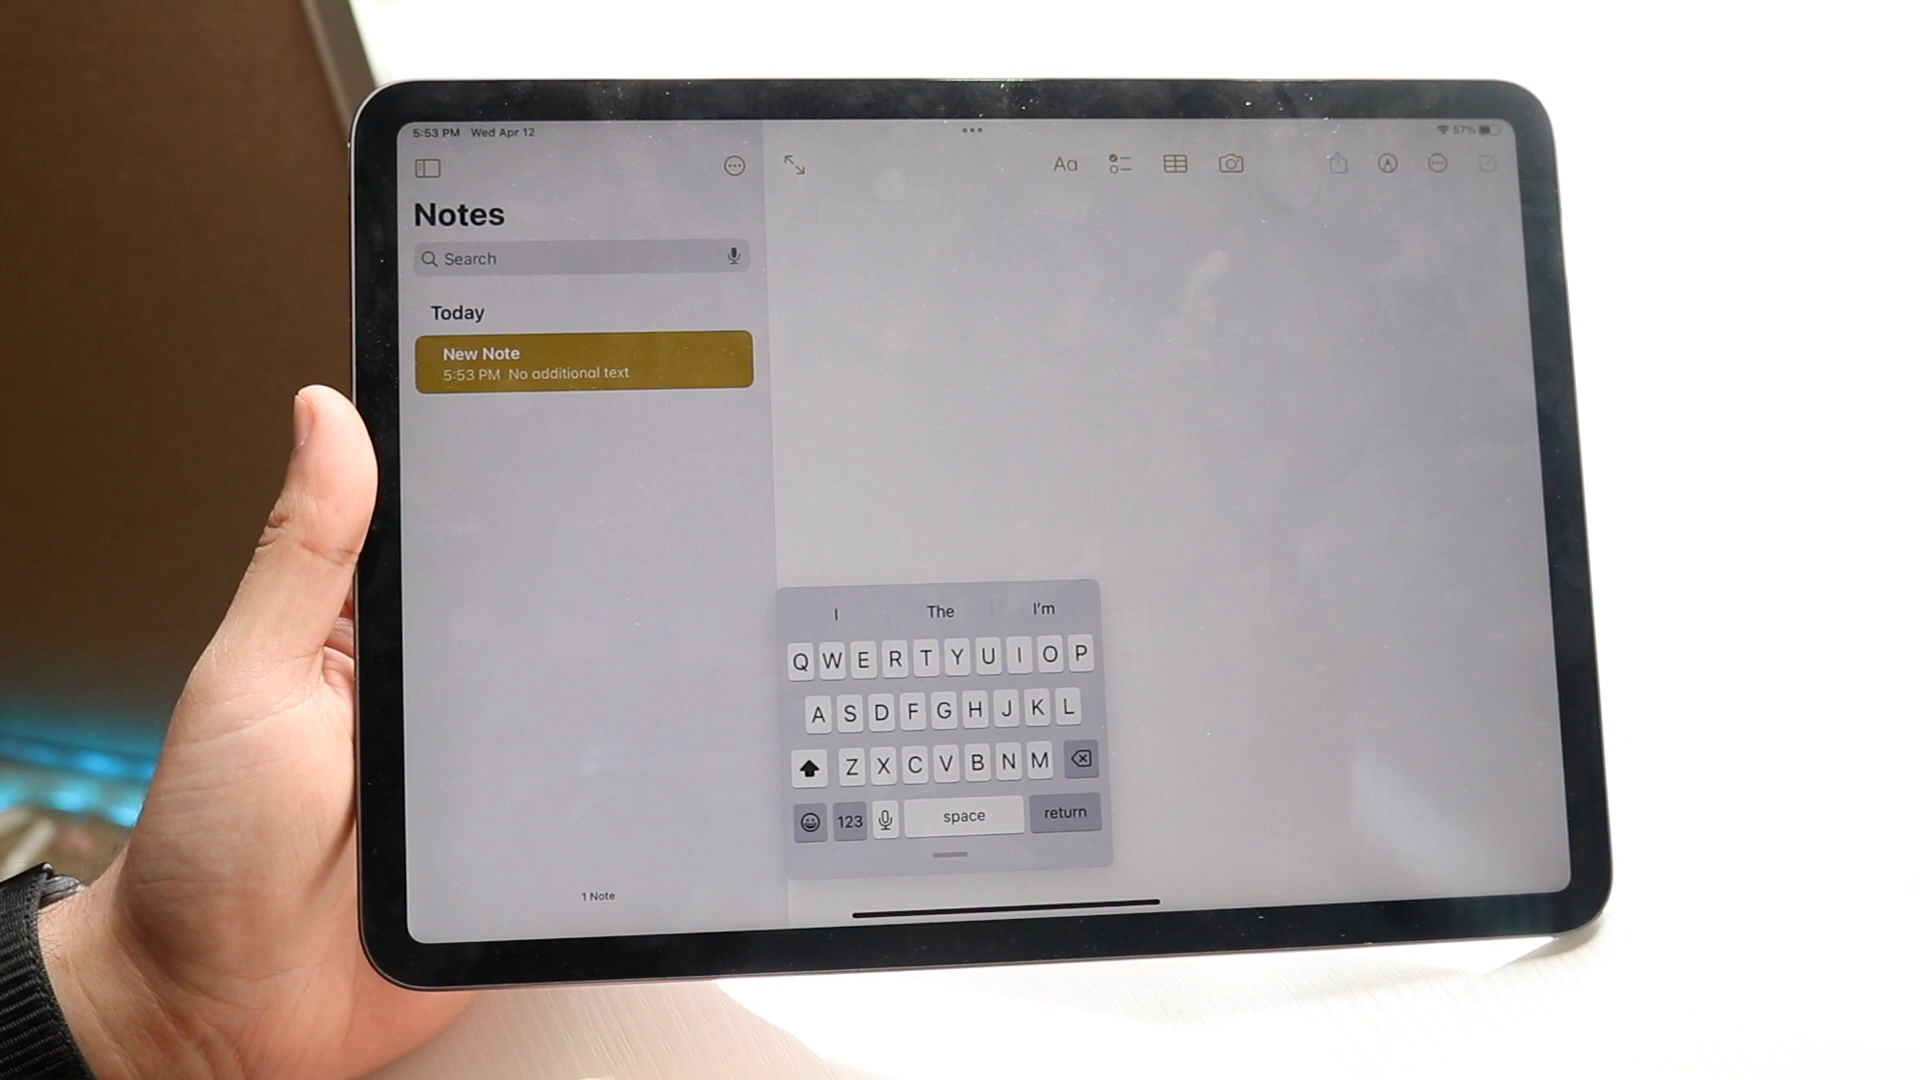 5:53 PM Wed Apr 12
57%
Aa
Notes
Search
Today
New Note
5:53 PM No additional text
I The I'm
Q W E R T Y U I O P
A S D F G H J K L
Z X C V B N M
123 space return
1 Note